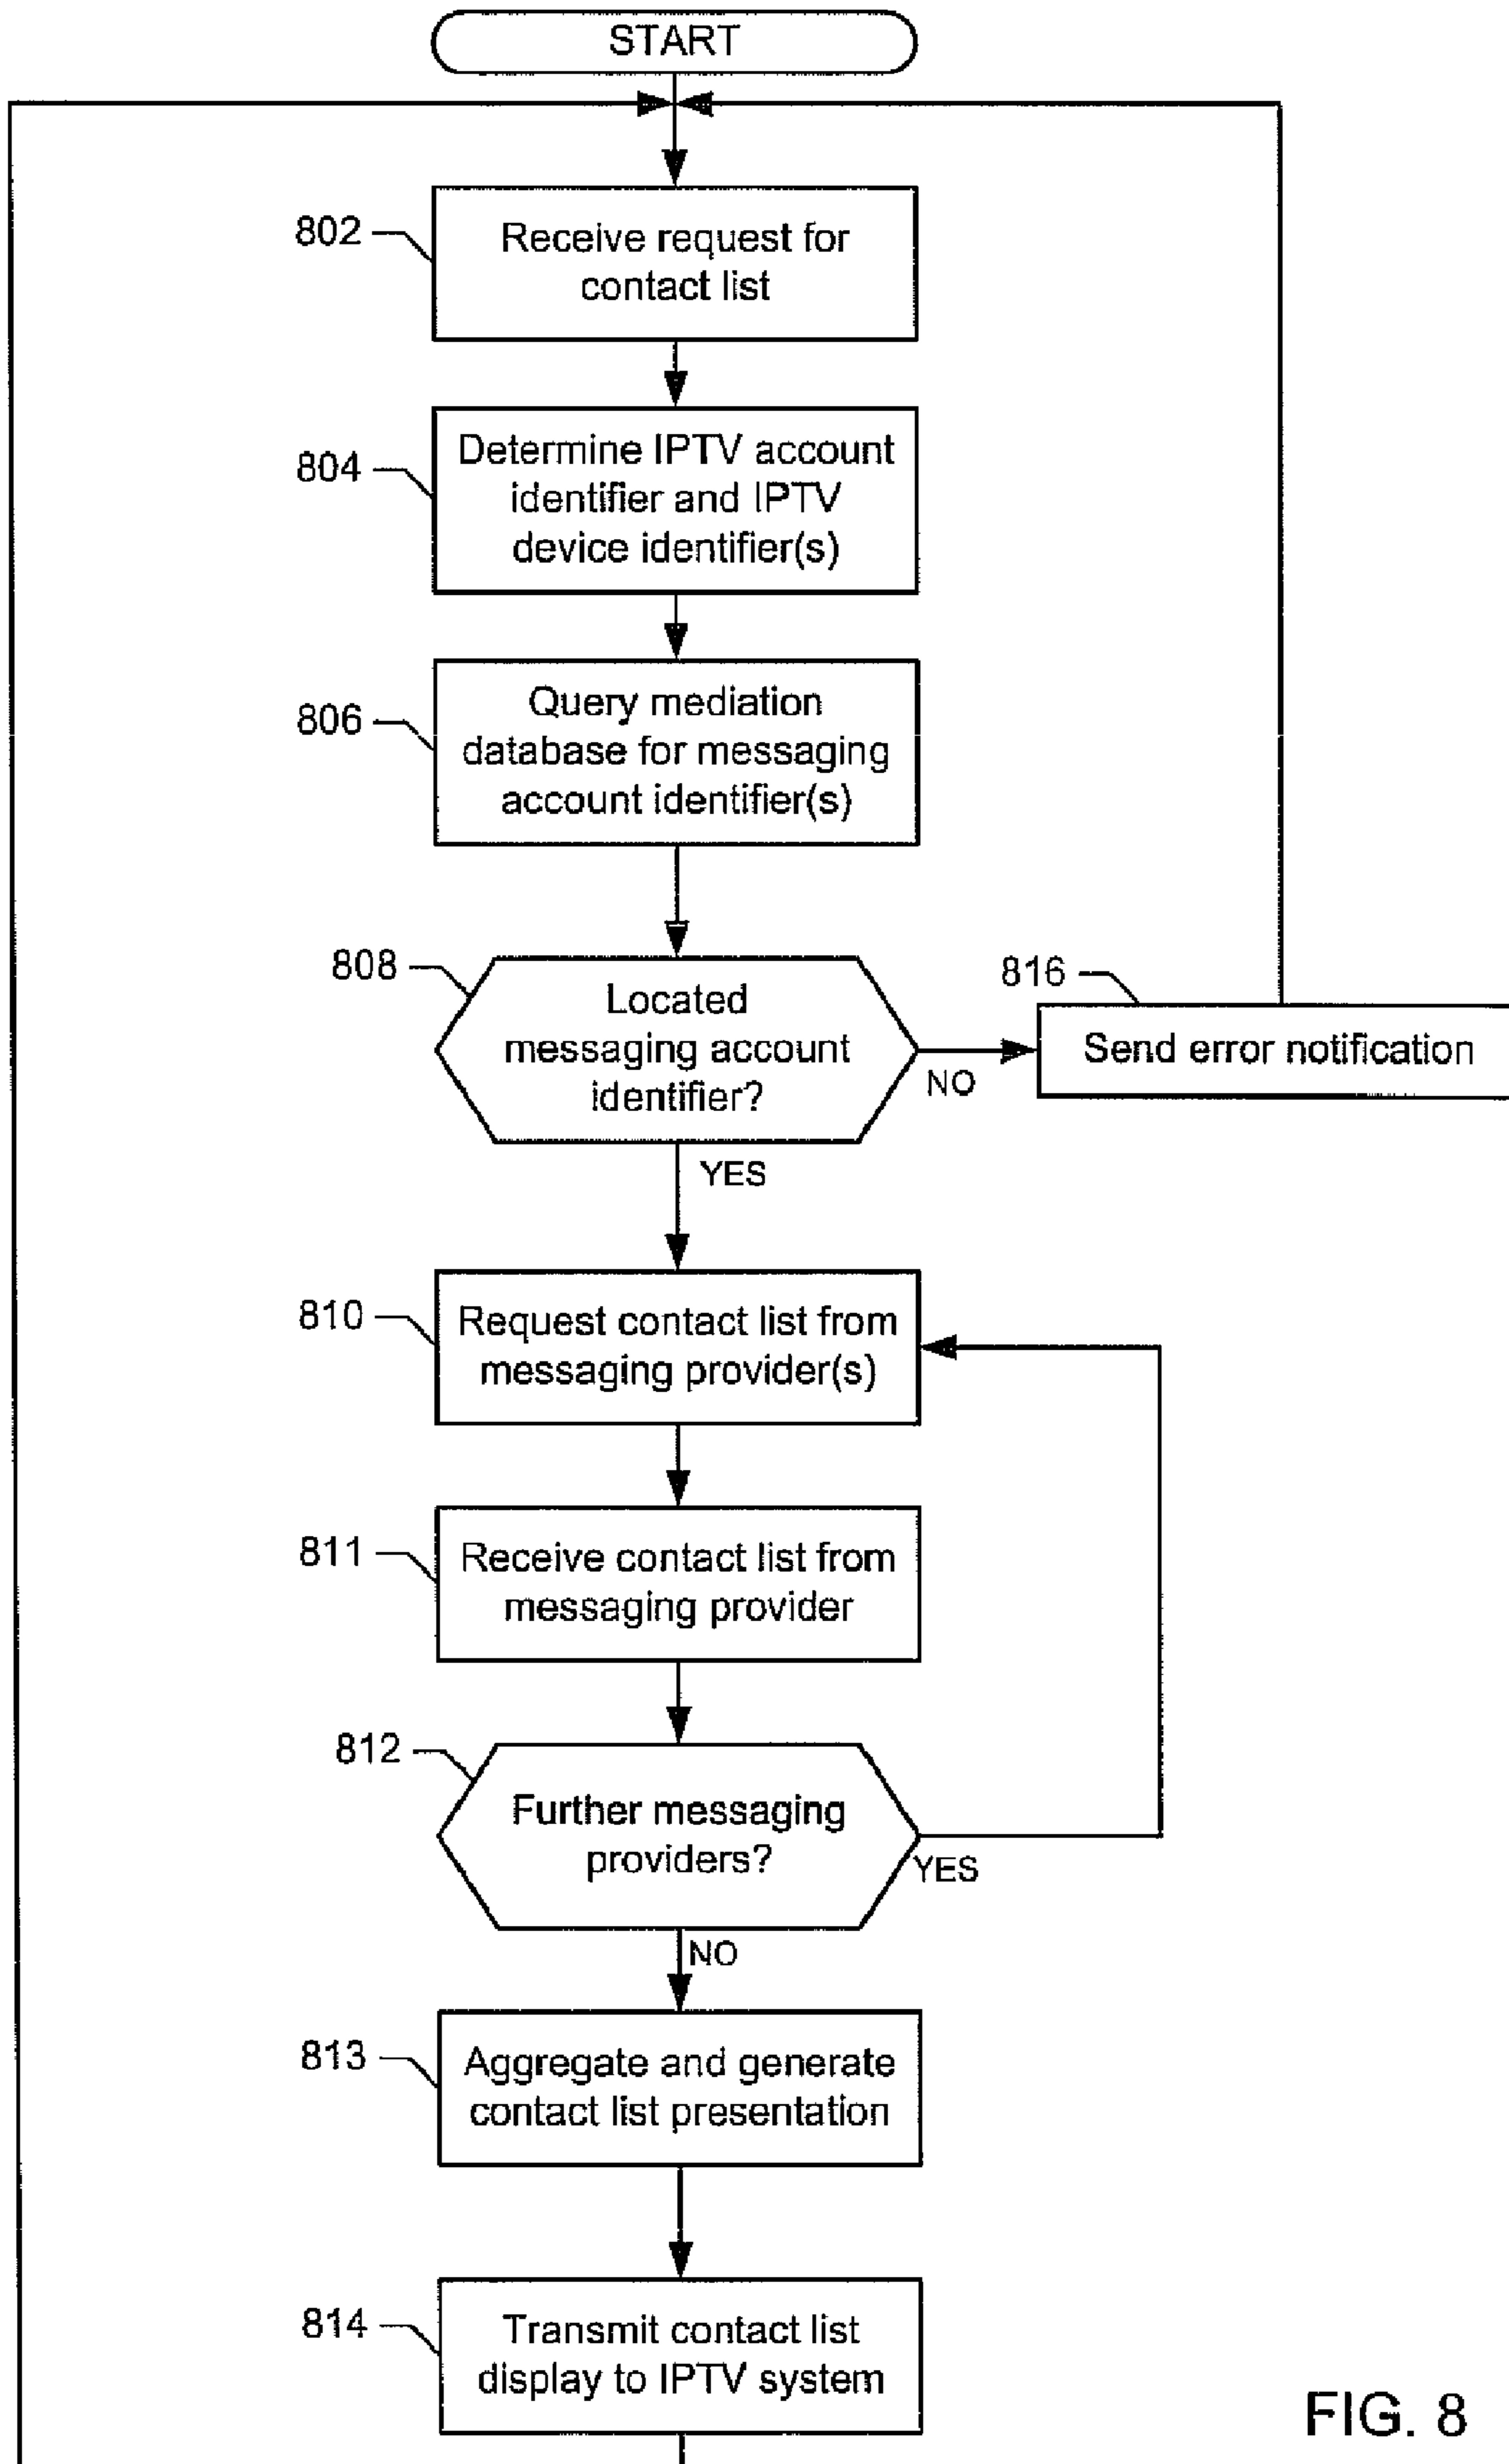 START
802
Receive request for
contact list
804
Determine IPTV account
identifier and IPTV
device identifier(s)
806
Query mediation
database for messaging
account identifier(s)
808
Located
messaging account
identifier?
NO
816
Send error notification
YES
810
Request contact list from
messaging provider(s)
811
Receive contact list from
messaging provider
812
Further messaging
providers?
YES
NO
813
Aggregate and generate
contact list presentation
814
Transmit contact list
display to IPTV system
FIG. 8